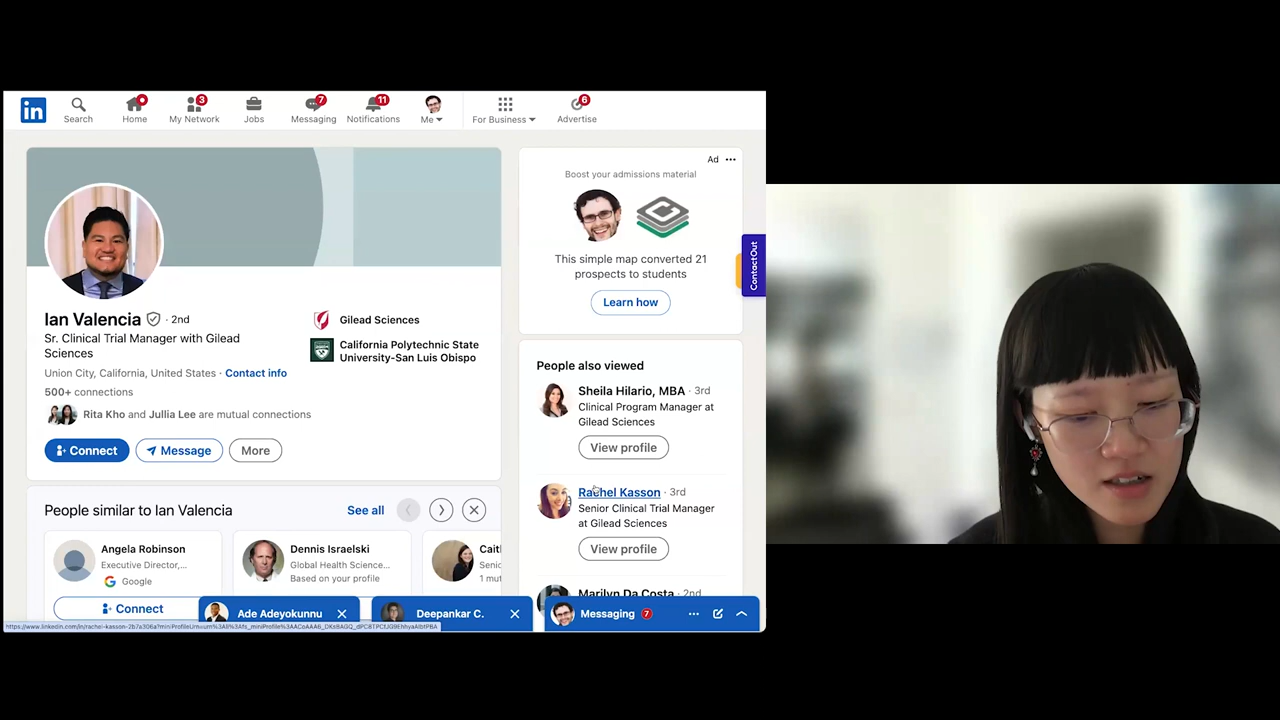 in
Search
Home
My Network
3
Jobs
Messaging
7
Notifications
11
Me
For Business
Advertise
6
Ian Valencia · 2nd
Sr. Clinical Trial Manager with Gilead
Sciences
Union City, California, United States · Contact info
500+ connections
Rita Kho and Jullia Lee are mutual connections
Connect
Message
More
Gilead Sciences
California Polytechnic State
University-San Luis Obispo
People similar to Ian Valencia
See all
Angela Robinson
Executive Director,...
Google
Connect
Dennis Israelski
Global Health Science...
Based on your profile
Cait
Senic
1 mut
Ad
Boost your admissions material
This simple map converted 21
prospects to students
Learn how
ContactOut
People also viewed
Sheila Hilario, MBA · 3rd
Clinical Program Manager at
Gilead Sciences
View profile
Rachel Kasson · 3rd
Senior Clinical Trial Manager
at Gilead Sciences
View profile
Marilyn Da Costa · 2nd
Ade Adeyokunnu
Deepankar C.
Messaging
7